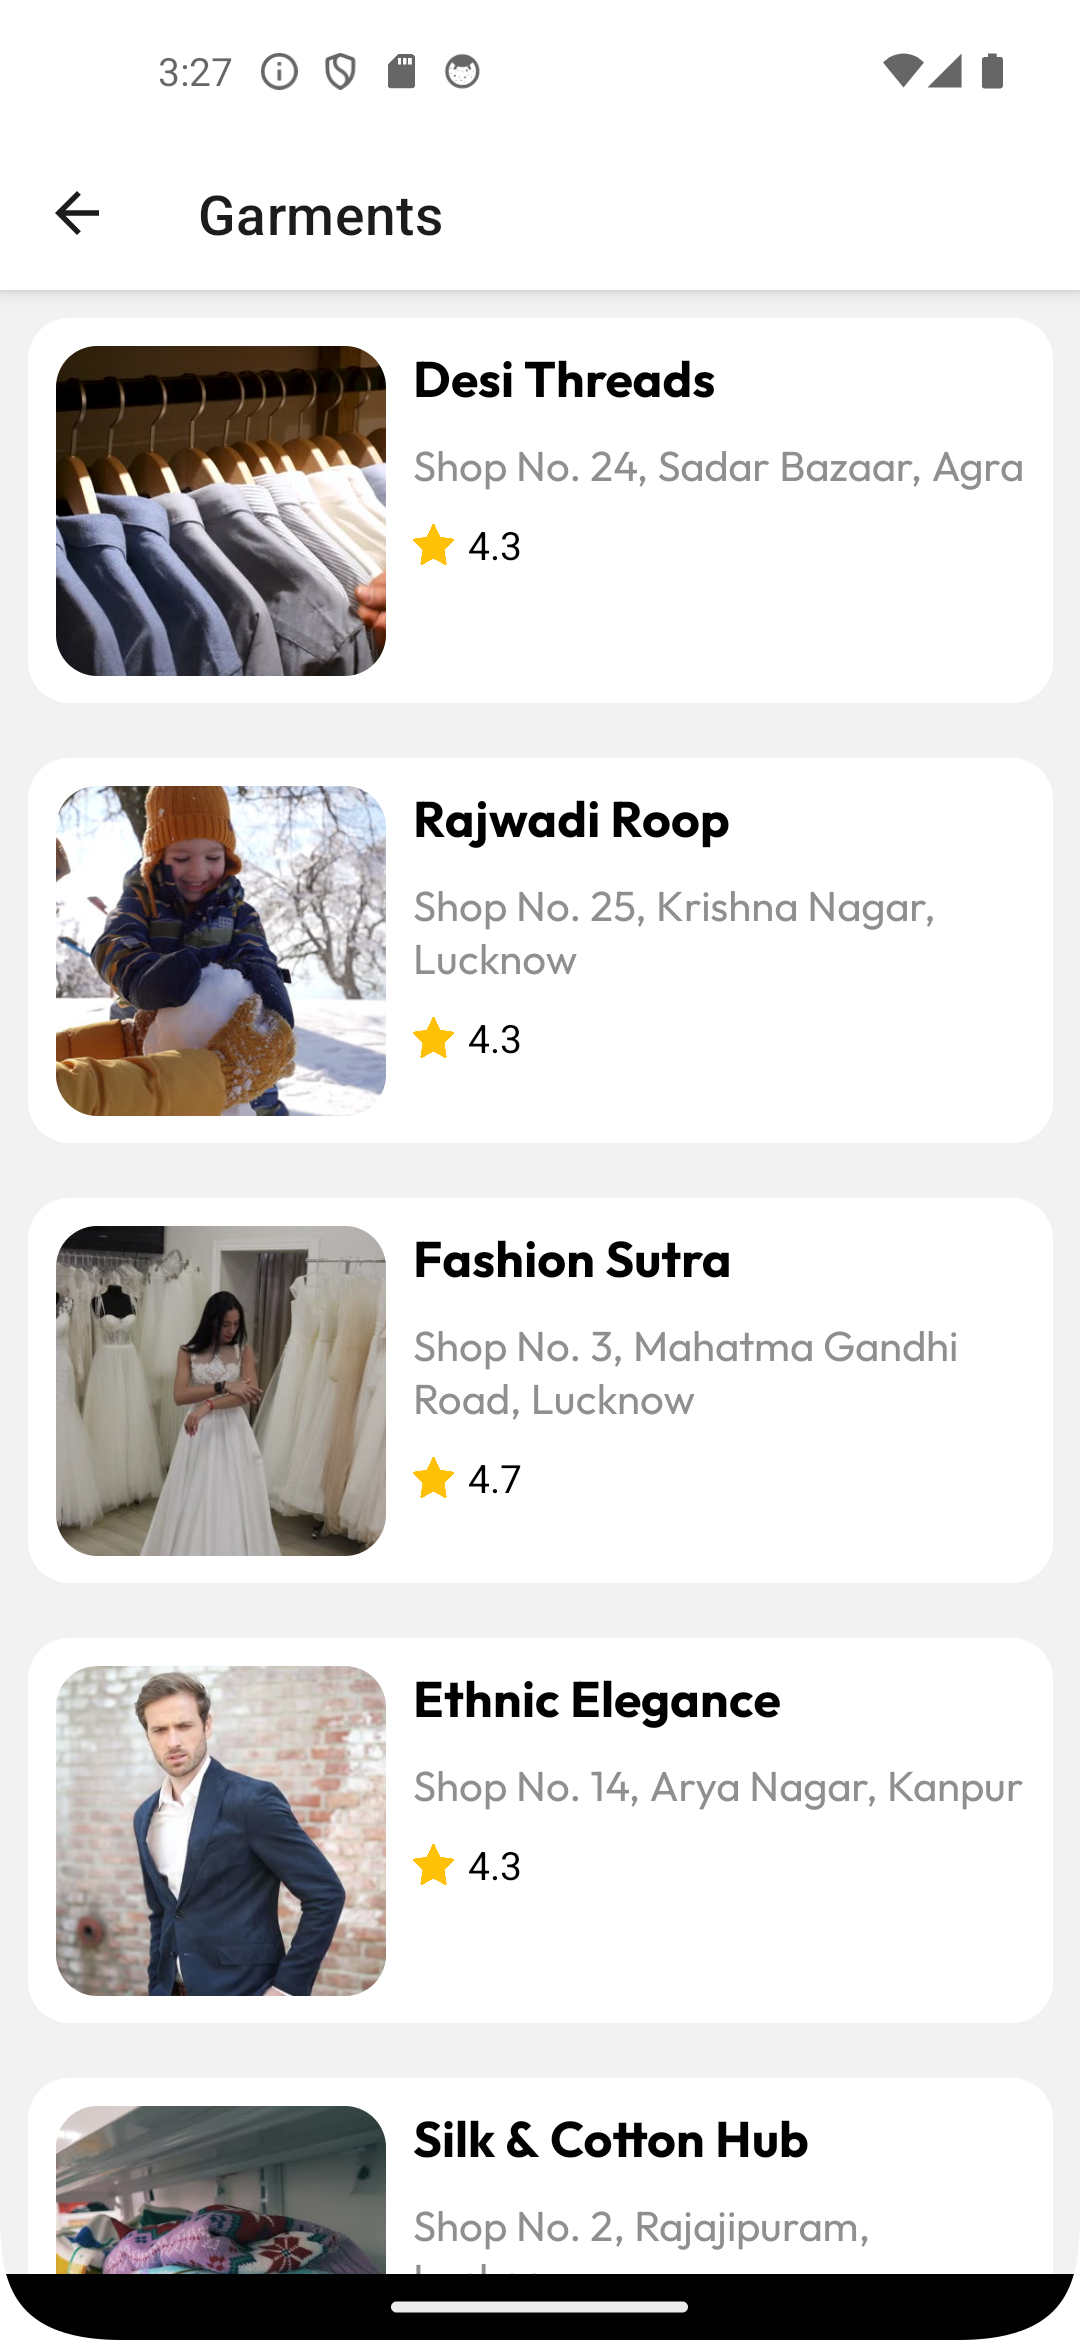 3:27
Garments
Desi Threads
Shop No. 24, Sadar Bazaar, Agra
4.3
Rajwadi Roop
Shop No. 25, Krishna Nagar,
Lucknow
4.3
Fashion Sutra
Shop No. 3, Mahatma Gandhi
Road, Lucknow
4.7
Ethnic Elegance
Shop No. 14, Arya Nagar, Kanpur
4.3
Silk & Cotton Hub
Shop No. 2, Rajajipuram,